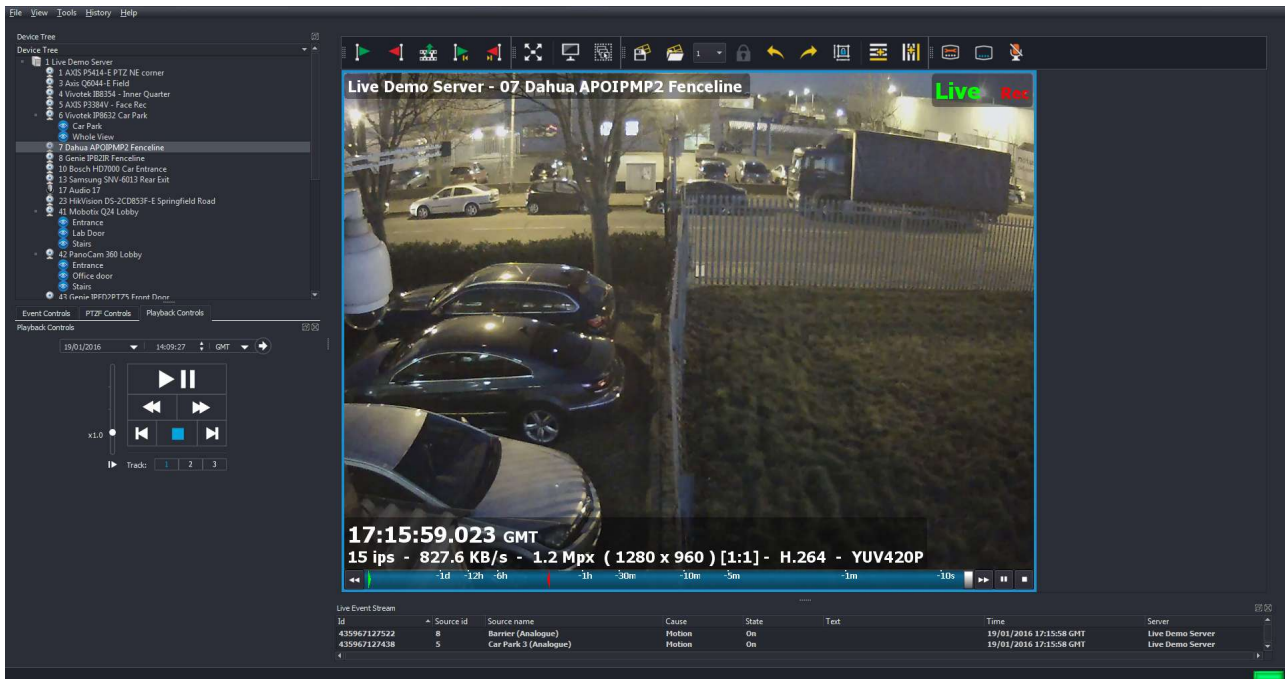 File View Tools History Help
Device Tree
Device Tree
1 Live Demo Server
1 AXIS P5414-E PTZ NE corner
3 Axis Q6044-E Field
4 Vivotek IB8354 - Inner Quarter
5 AXIS P3384V - Face Rec
6 Vivotek IP8632 Car Park
Car Park
Whole View
7 Dahua APOIPMP2 Fenceline
8 Genie IPB2IR Fenceline
10 Bosch HD7000 Car Entrance
13 Samsung SNV-6013 Rear Exit
17 Audio 17
23 HikVision DS-2CD853F-E Springfield Road
41 Mobotix Q24 Lobby
Entrance
Lab Door
Stairs
42 PanoCam 360 Lobby
Entrance
Office door
Stairs
43 Genie IPFD2PTZ5 Front Door
Event Controls PTZF Controls Playback Controls
Playback Controls
19/01/2016 14:09:27 GMT
x1.0
Track: 1 2 3
1
Live Demo Server - 07 Dahua APOIPMP2 Fenceline
Live Rec
17:15:59.023 GMT
15 ips - 827.6 KB/s - 1.2 Mpx ( 1280 x 960 ) [1:1] - H.264 - YUV420P
-1d -12h -6h -1h -30m -10m -5m -1m -10s
Live Event Stream
Id Source id Source name Cause State Text Time Server
435967127522 8 Barrier (Analogue) Motion On 19/01/2016 17:15:58 GMT Live Demo Server
435967127438 5 Car Park 3 (Analogue) Motion On 19/01/2016 17:15:58 GMT Live Demo Server